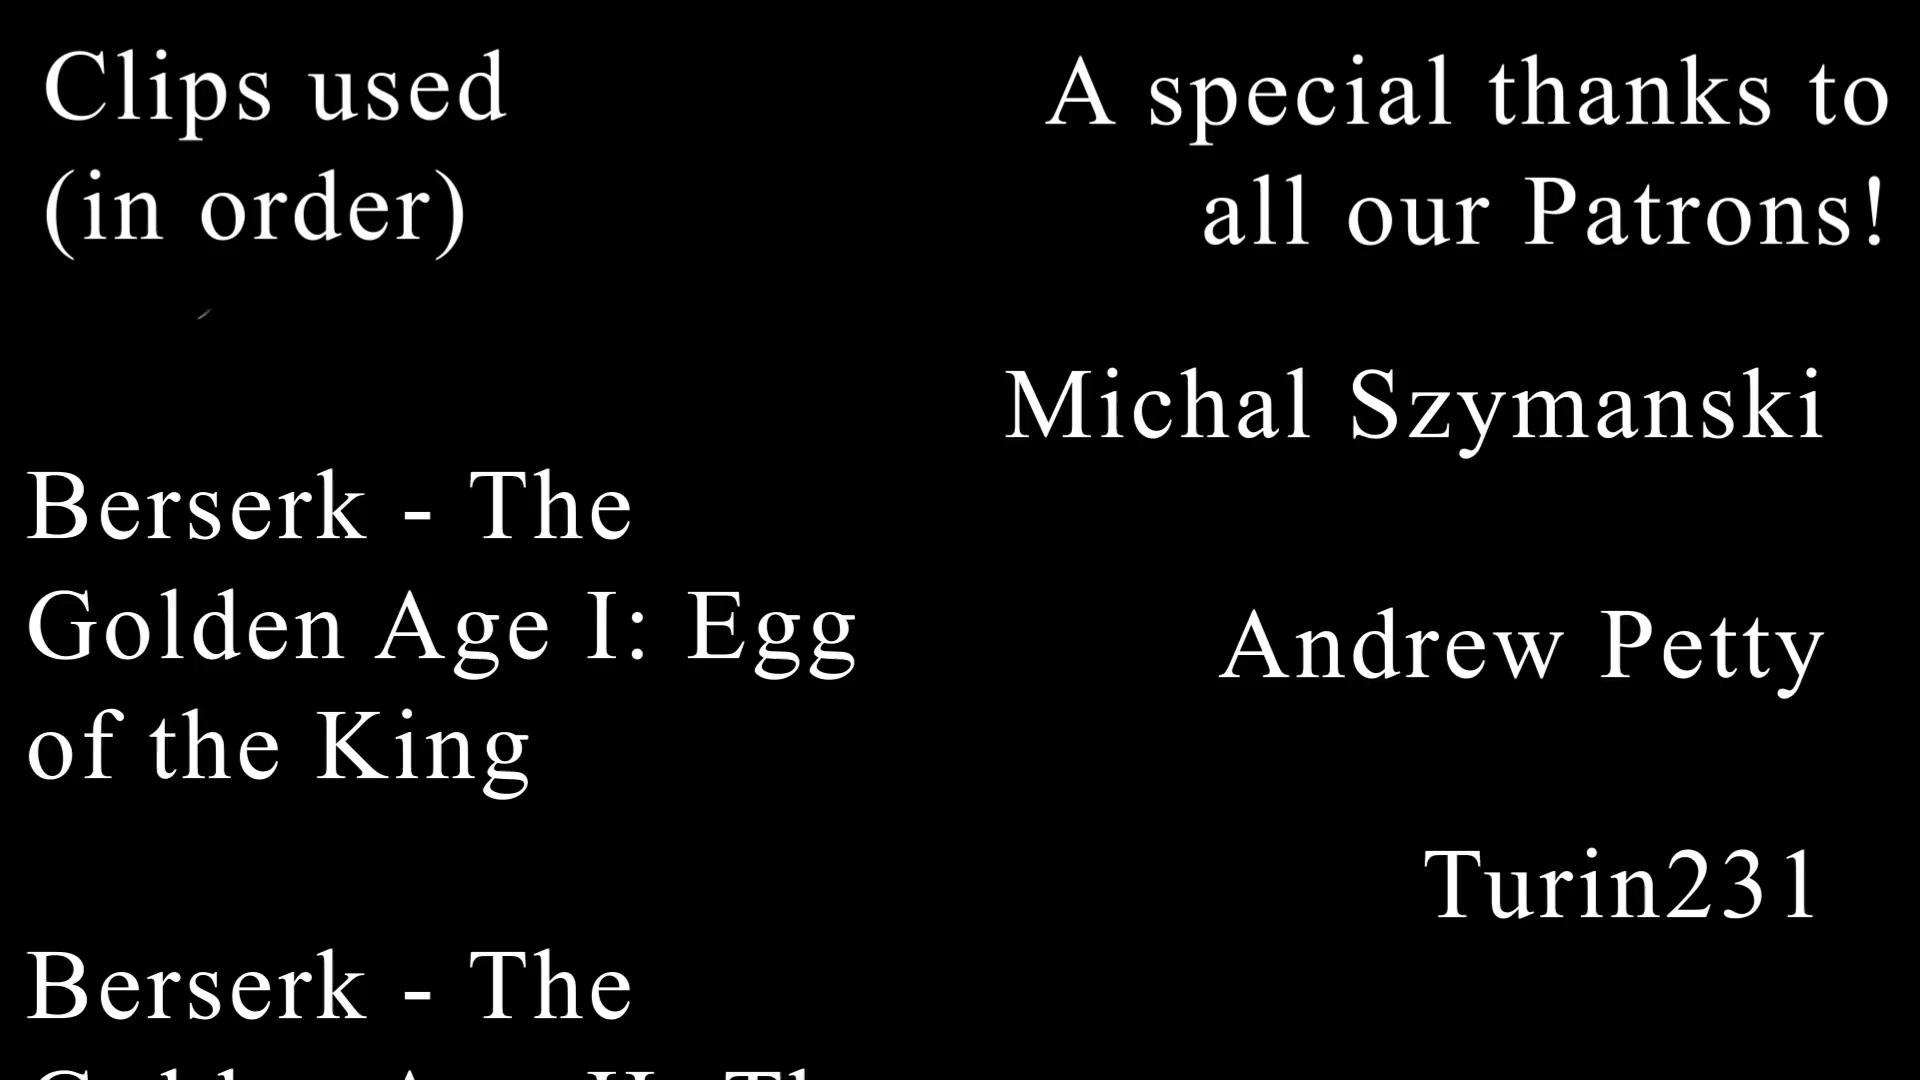 Clips used
(in order)
Berserk - The
Golden Age I: Egg
of the King
Berserk - The
A special thanks to
all our Patrons!
Michal Szymanski
Andrew Petty
Turin231